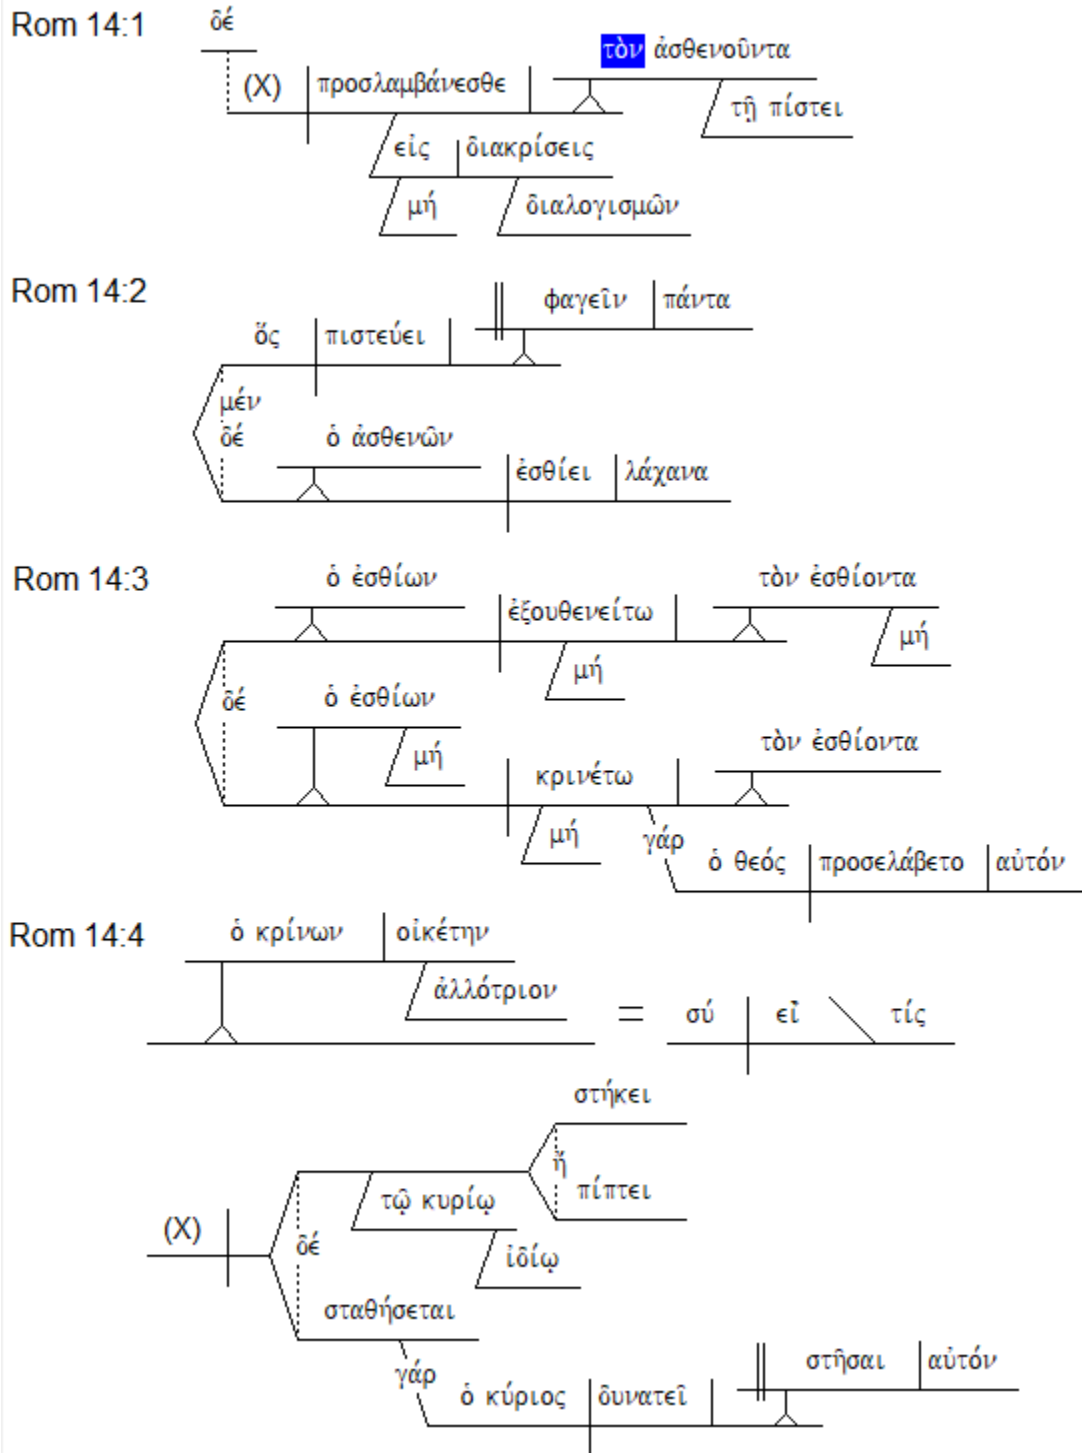 Rom 14:1
δέ
τὸν ἀσθενοῦντα
(X) προσλαμβάνεσθε
τῇ πίστει
εἰς διακρίσεις
μή διαλογισμῶν
Rom 14:2
φαγεῖν πάντα
ὅς πιστεύει
μέν
δέ
ὁ ἀσθενῶν
ἐσθίει λάχανα
Rom 14:3
ὁ ἐσθίων τὸν ἐσθίοντα
ἐξουθενείτω
μή
μή
δέ
ὁ ἐσθίων
μή
τὸν ἐσθίοντα
κρινέτω
μή
γάρ
ὁ θεός προσελάβετο αὐτόν
Rom 14:4
ὁ κρίνων οἰκέτην
ἀλλότριον
= σύ εἶ τίς
στήκει
ἤ
πίπτει
τῷ κυρίῳ
(X)
δέ
ἰδίῳ
σταθήσεται
γάρ
στῆσαι αὐτόν
ὁ κύριος δυνατεῖ